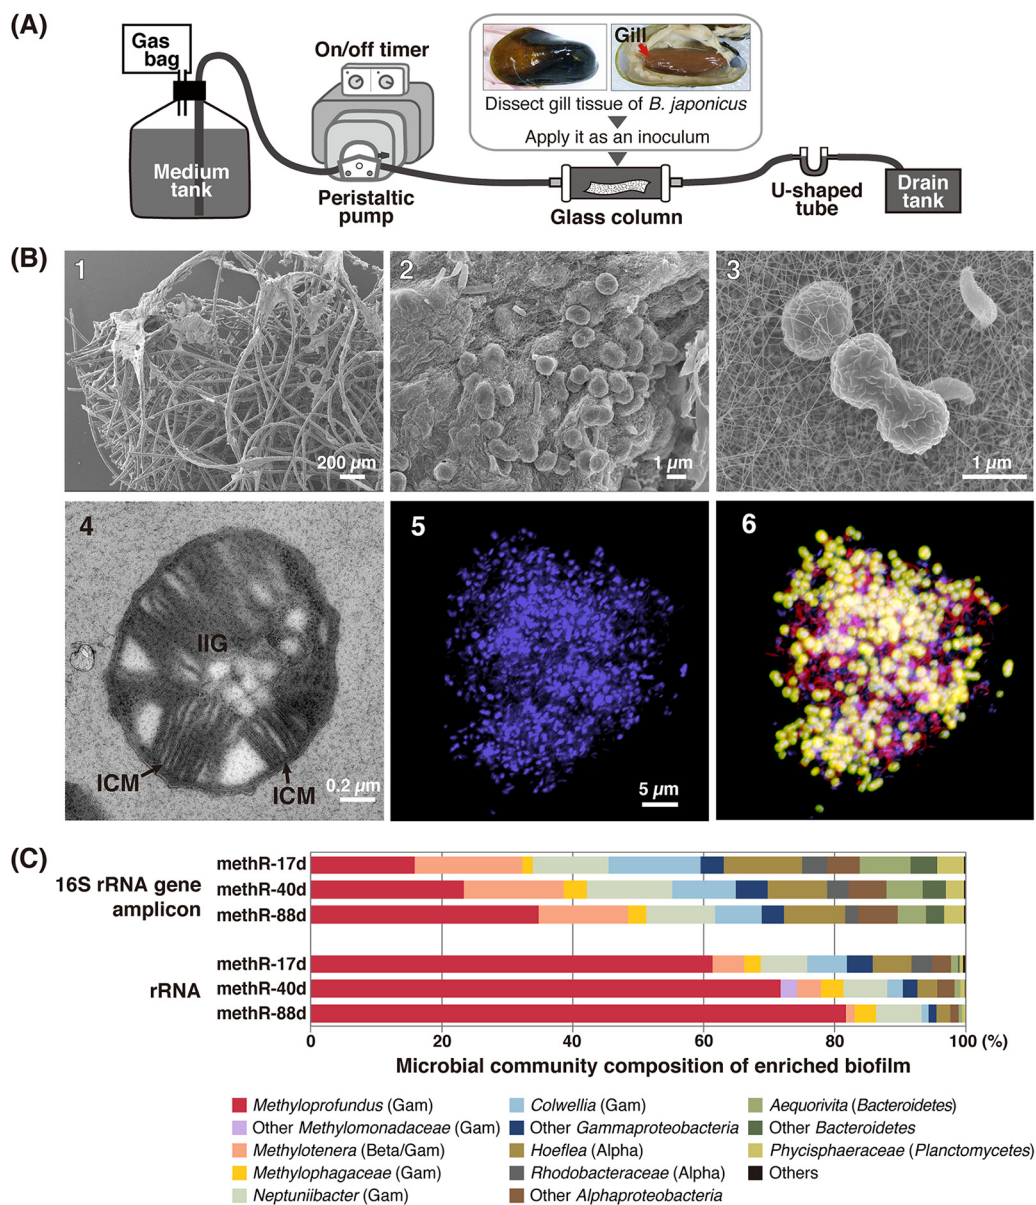 (A)
Gas
bag
On/off timer
Gill
Dissect gill tissue of B. japonicus
Apply it as an inoculum
Medium
tank
Peristaltic
pump
Glass column
U-shaped
tube
Drain
tank
(B)
1
2
3
200 µm
1 µm
1 µm
4
5
6
IIG
ICM
ICM
0.2 µm
5 µm
(C)
16S rRNA gene
amplicon
methR-17d
methR-40d
methR-88d
rRNA
methR-17d
methR-40d
methR-88d
0 20 40 60 80 100 (%)
Microbial community composition of enriched biofilm
Methyloprofundus (Gam)
Other Methylomonadaceae (Gam)
Methylotenera (Beta/Gam)
Methylophagaceae (Gam)
Neptuniibacter (Gam)
Colwellia (Gam)
Other Gammaproteobacteria
Hoeflea (Alpha)
Rhodobacteraceae (Alpha)
Other Alphaproteobacteria
Aequorivita (Bacteroidetes)
Other Bacteroidetes
Phycisphaeraceae (Planctomycetes)
Others